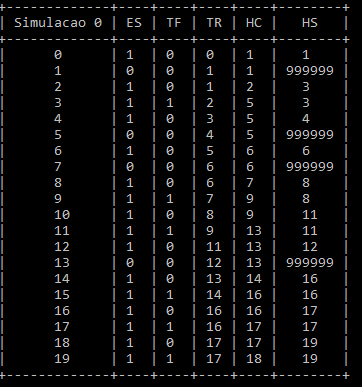 Simulacao 0 | ES | TF | TR | HC | HS
0 | 1 | 0 | 0 | 1 | 1
1 | 0 | 0 | 1 | 1 | 999999
2 | 1 | 0 | 1 | 2 | 3
3 | 1 | 1 | 2 | 5 | 3
4 | 1 | 0 | 3 | 5 | 4
5 | 0 | 0 | 4 | 5 | 999999
6 | 1 | 0 | 5 | 6 | 6
7 | 0 | 0 | 6 | 6 | 999999
8 | 1 | 0 | 6 | 7 | 8
9 | 1 | 1 | 7 | 9 | 8
10 | 1 | 0 | 8 | 9 | 11
11 | 1 | 1 | 9 | 13 | 11
12 | 1 | 0 | 11 | 13 | 12
13 | 0 | 0 | 12 | 13 | 999999
14 | 1 | 0 | 13 | 14 | 16
15 | 1 | 1 | 14 | 16 | 16
16 | 1 | 0 | 16 | 16 | 17
17 | 1 | 1 | 16 | 17 | 17
18 | 1 | 0 | 17 | 17 | 19
19 | 1 | 1 | 17 | 18 | 19